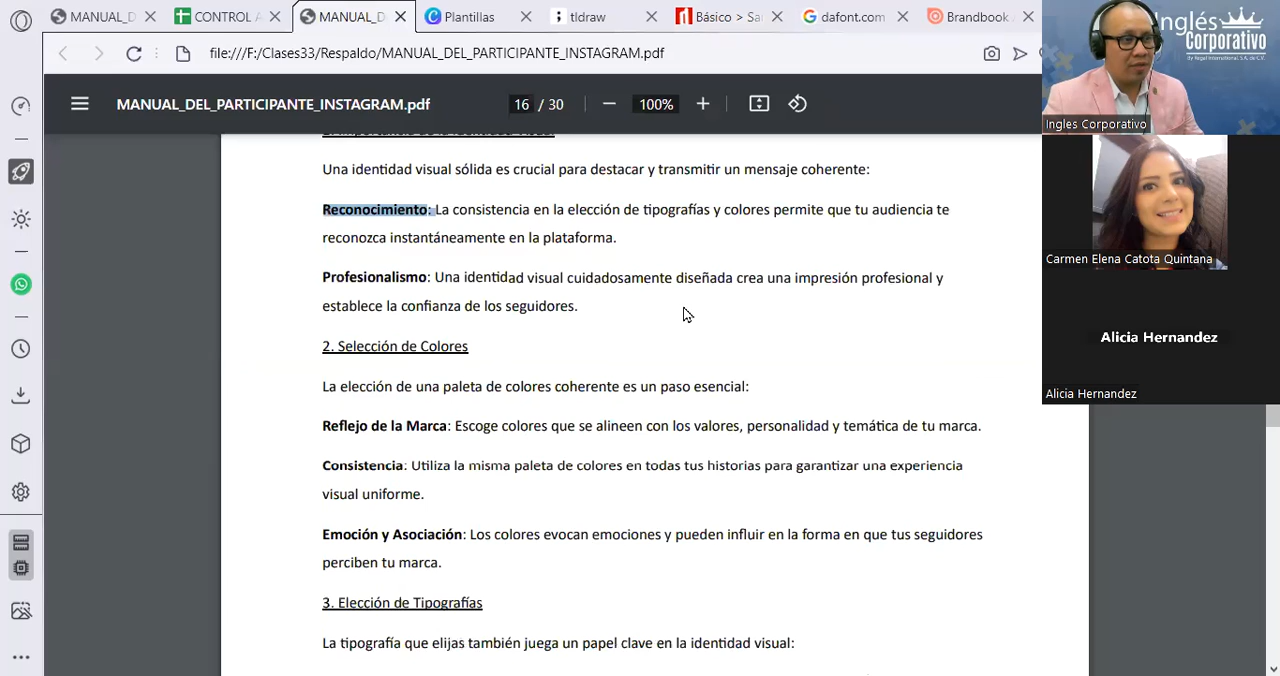 MANUAL_D
CONTROL A
MANUAL_D
Plantillas
tldraw
Básico > Sa
dafont.com
Brandbook
file:///F:/Clases33/Respaldo/MANUAL_DEL_PARTICIPANTE_INSTAGRAM.pdf
MANUAL_DEL_PARTICIPANTE_INSTAGRAM.pdf
16 / 30
100%
Una identidad visual sólida es crucial para destacar y transmitir un mensaje coherente:
Reconocimiento: La consistencia en la elección de tipografías y colores permite que tu audiencia te
reconozca instantáneamente en la plataforma.
Profesionalismo: Una identidad visual cuidadosamente diseñada crea una impresión profesional y
establece la confianza de los seguidores.
2. Selección de Colores
La elección de una paleta de colores coherente es un paso esencial:
Reflejo de la Marca: Escoge colores que se alineen con los valores, personalidad y temática de tu marca.
Consistencia: Utiliza la misma paleta de colores en todas tus historias para garantizar una experiencia
visual uniforme.
Emoción y Asociación: Los colores evocan emociones y pueden influir en la forma en que tus seguidores
perciben tu marca.
3. Elección de Tipografías
La tipografía que elijas también juega un papel clave en la identidad visual:
Inglés
Corporativo
By Regal International, S.A. de C.V.
Ingles Corporativo
Carmen Elena Catota Quintana
Alicia Hernandez
Alicia Hernandez